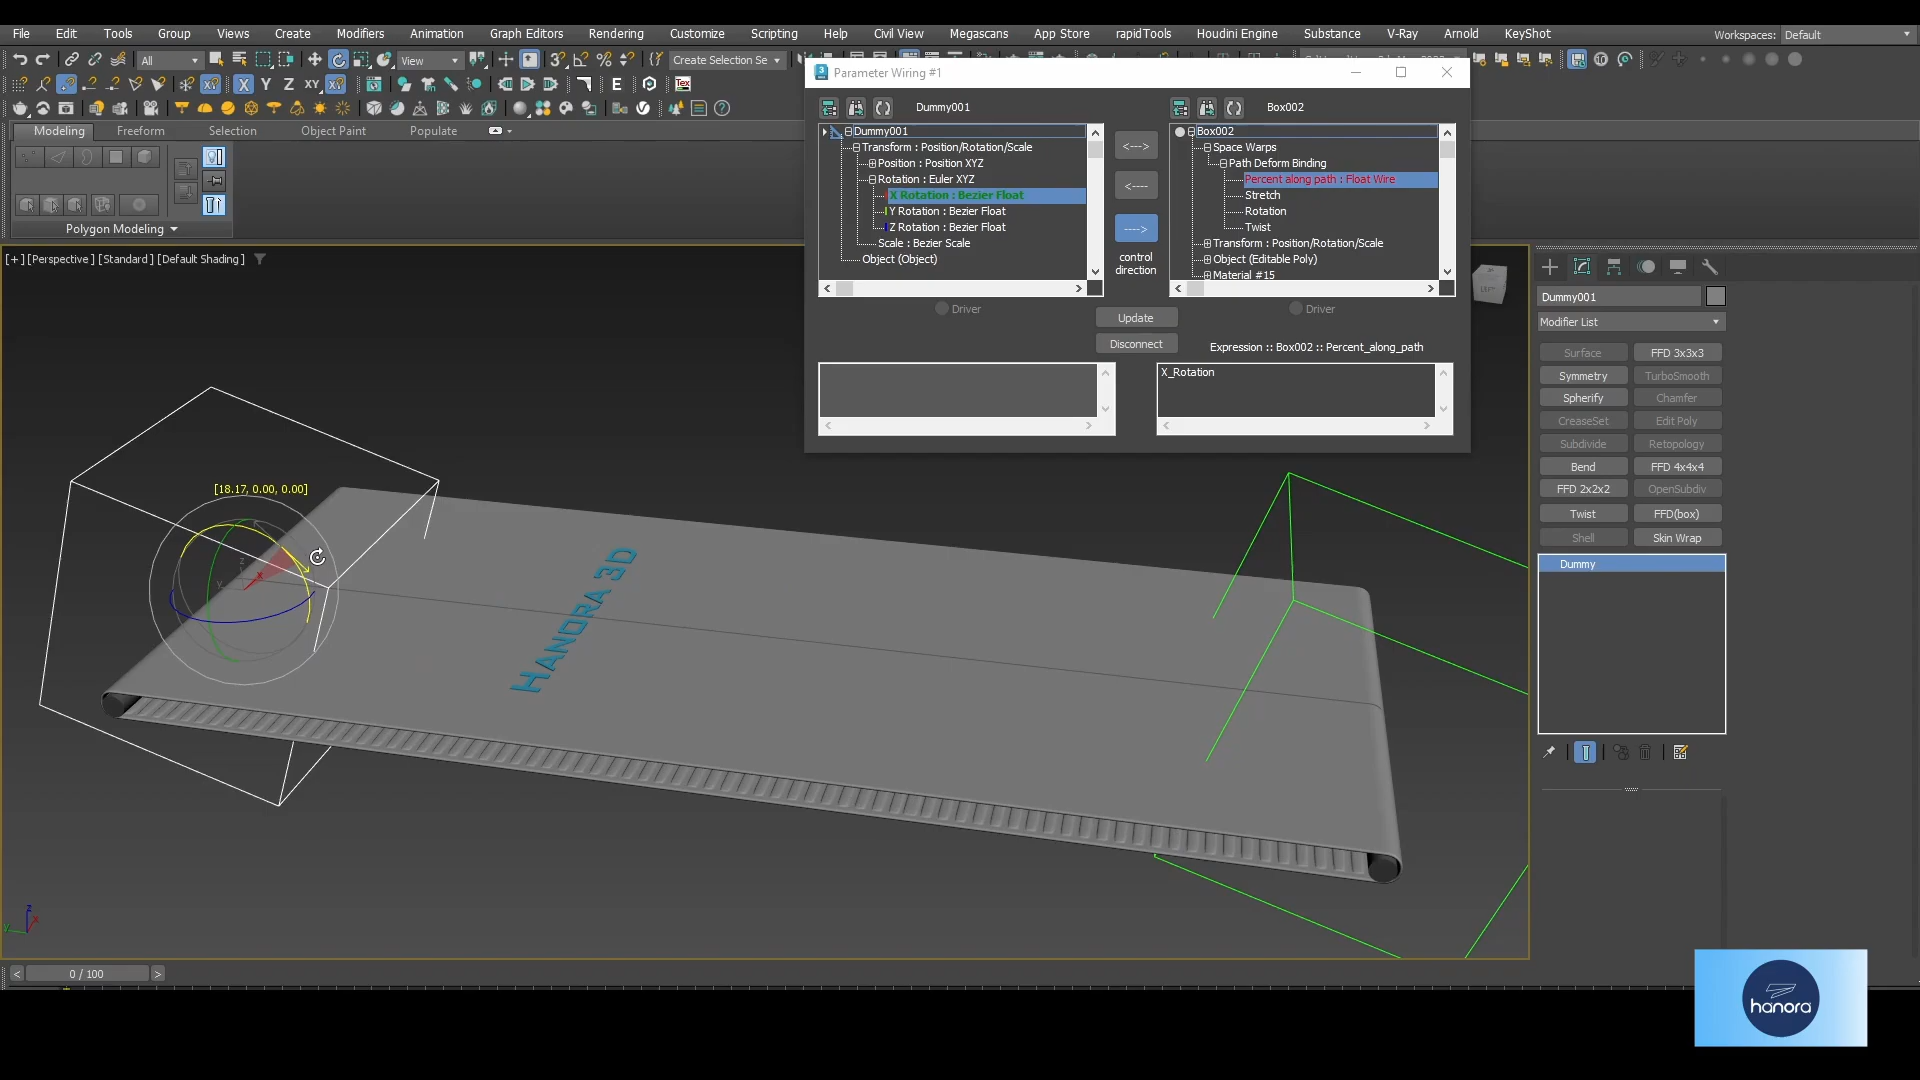 File Edit Tools Group Views Create Modifiers Animation Graph Editors Rendering Customize Scripting Help Civil View Megascans App Store rapidTools Houdini Engine Substance V-Ray Arnold KeyShot Workspaces: Default
All View Create Selection Se
X Y Z XY E Tex
Modeling Freeform Selection Object Paint Populate
Polygon Modeling
[+] [Perspective ] [Standard ] [Default Shading ]
3 Parameter Wiring #1
Dummy001
Dummy001
Transform : Position/Rotation/Scale
Position : Position XYZ
Rotation : Euler XYZ
X Rotation : Bezier Float
Y Rotation : Bezier Float
Z Rotation : Bezier Float
Scale : Bezier Scale
Object (Object)
Driver
<--->
<----
---->
control
direction
Update
Disconnect
Box002
Box002
Space Warps
Path Deform Binding
Percent along path : Float Wire
Stretch
Rotation
Twist
Transform : Position/Rotation/Scale
Object (Editable Poly)
Material #15
Driver
Expression :: Box002 :: Percent_along_path
X_Rotation
LEFT
Dummy001
Modifier List
Surface FFD 3x3x3
Symmetry TurboSmooth
Spherify Chamfer
CreaseSet Edit Poly
Subdivide Retopology
Bend FFD 4x4x4
FFD 2x2x2 OpenSubdiv
Twist FFD(box)
Shell Skin Wrap
Dummy
[18.17, 0.00, 0.00]
z
y
x
HANORA 3D
z
x
y
< 0 / 100 >
hanora